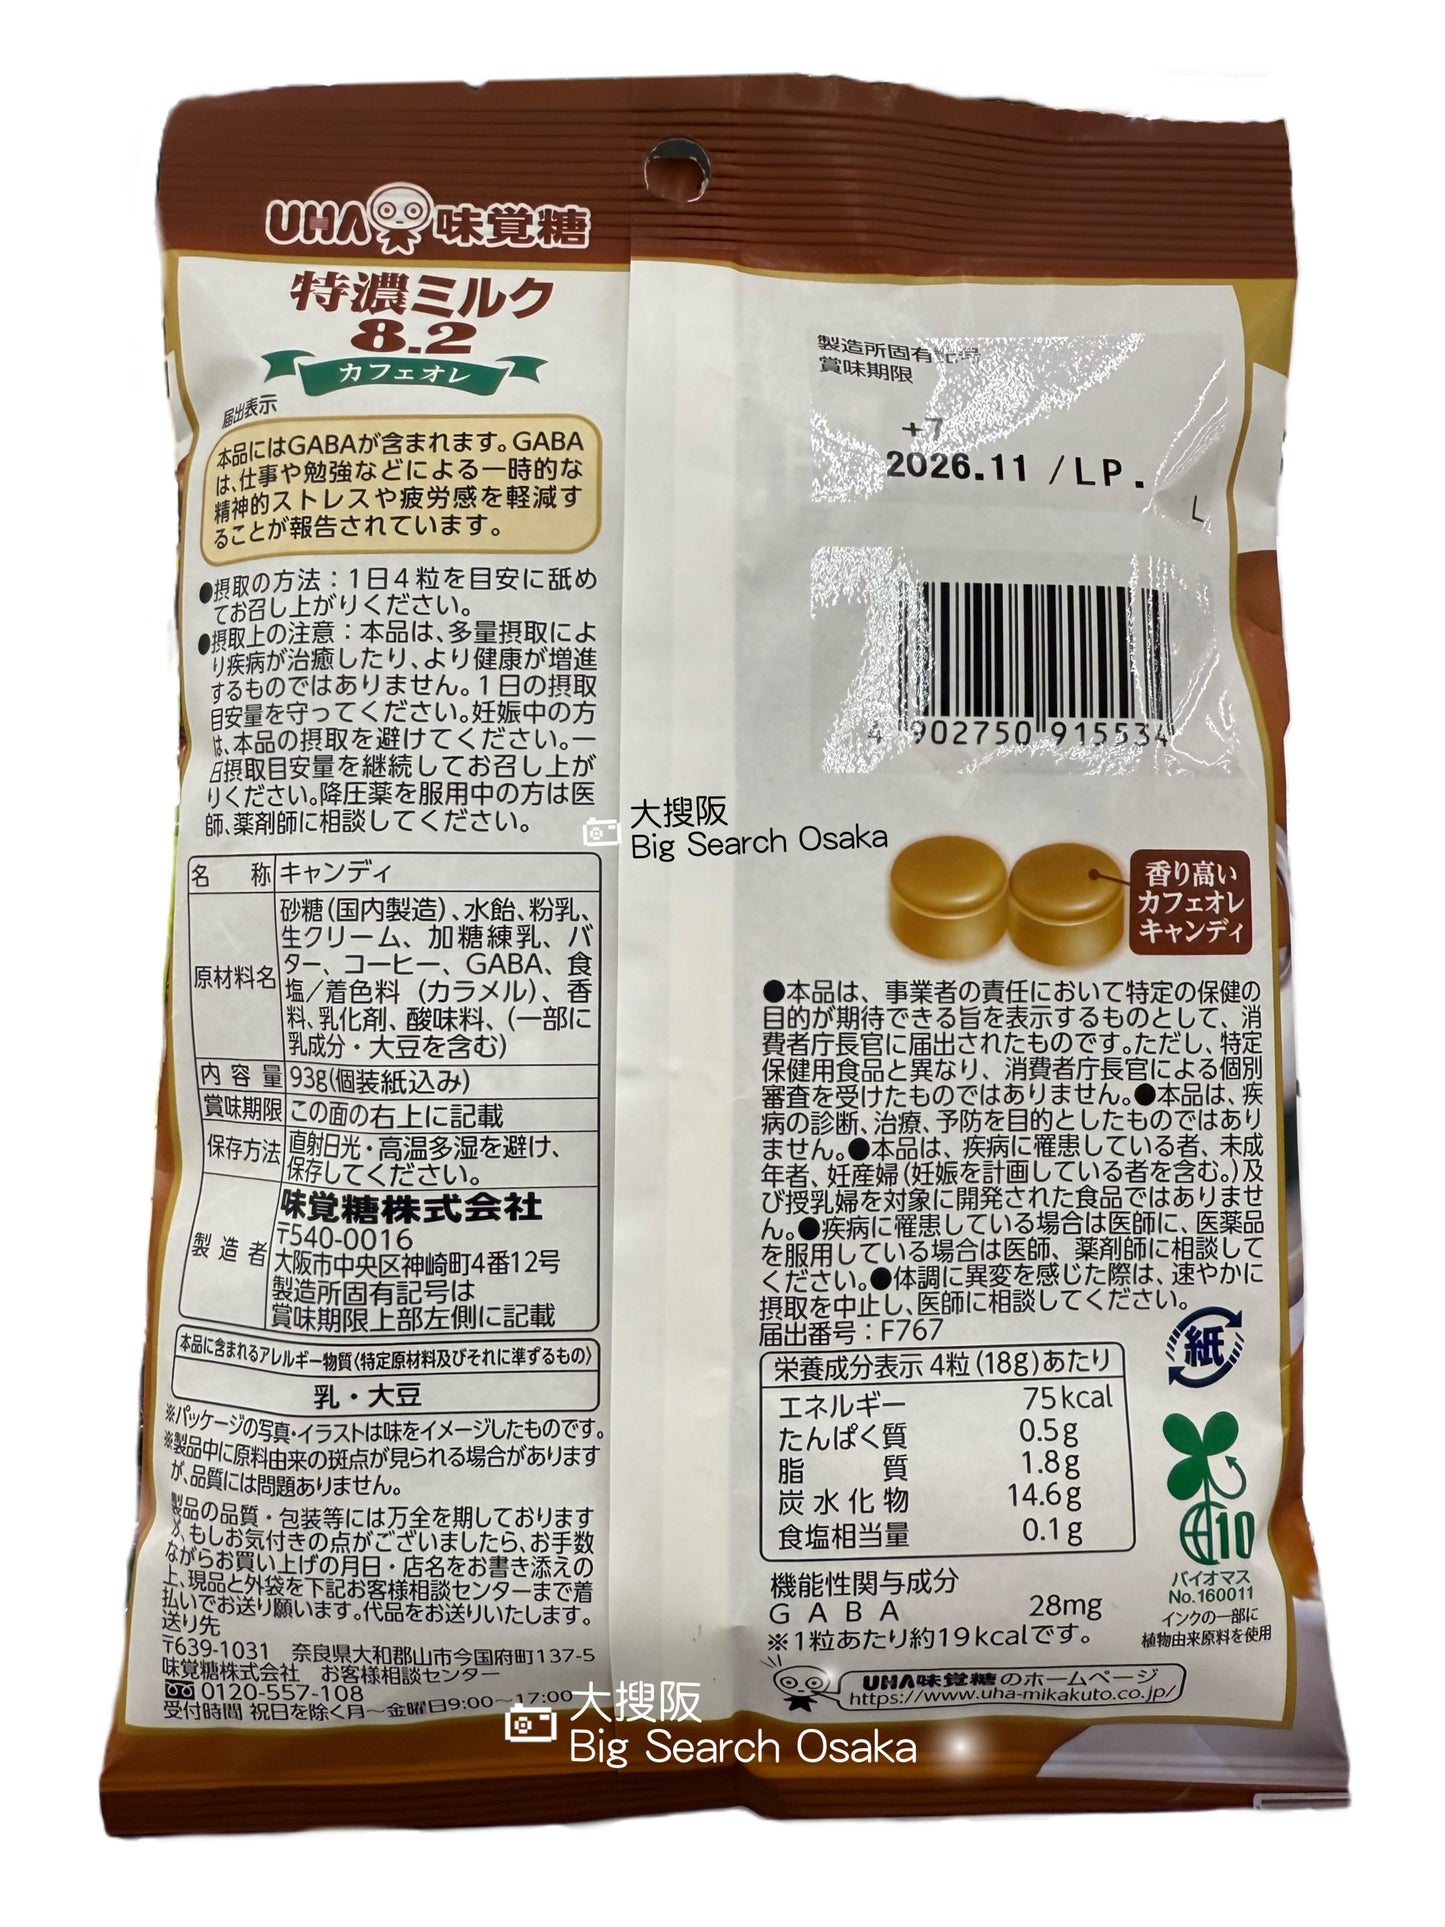 UHA味覚糖
特濃ミルク
8.2
カフェオレ
届出表示
本品にはGABAが含まれます。GABA
は、仕事や勉強などによる一時的な
精神的ストレスや疲労感を軽減す
ることが報告されています。
●摂取の方法：1日4粒を目安に舐め
てお召し上がりください。
●摂取上の注意：本品は、多量摂取によ
り疾病が治癒したり、より健康が増進
するものではありません。1日の摂取
目安量を守ってください。妊娠中の方
は、本品の摂取を避けてください。一
日摂取目安量を継続してお召し上が
りください。降圧薬を服用中の方は医
師、薬剤師に相談してください。
名称 キャンディ
原材料名 砂糖（国内製造）、水飴、粉乳、
生クリーム、加糖練乳、バ
ター、コーヒー、GABA、食
塩／着色料（カラメル）、香
料、乳化剤、酸味料、（一部に
乳成分・大豆を含む）
内容量 93g（個装紙込み）
賞味期限 この面の右上に記載
保存方法 直射日光・高温多湿を避け、
保存してください。
製造者 味覚糖株式会社
〒540-0016
大阪市中央区神崎町4番12号
製造所固有記号は
賞味期限上部左側に記載
本品に含まれるアレルギー物質〈特定原材料及びそれに準ずるもの〉
乳・大豆
※パッケージの写真・イラストは味をイメージしたものです。
※製品中に原料由来の斑点が見られる場合があります
が、品質には問題ありません。
製品の品質・包装等には万全を期しております
が、もしお気付きの点がございましたら、お手数
ながらお買い上げの月日・店名をお書き添えの
上、現品と外袋を下記お客様相談センターまで着
払いでお送り願います。代品をお送りいたします。
送り先
〒639-1031 奈良県大和郡山市今国府町137-5
味覚糖株式会社 お客様相談センター
0120-557-108
受付時間 祝日を除く月～金曜日9:00～17:00
製造所固有記号
賞味期限
+7
2026.11 /LP.
L
4 902750 915534
大搜阪
Big Search Osaka
香り高い
カフェオレ
キャンディ
●本品は、事業者の責任において特定の保健の
目的が期待できる旨を表示するものとして、消
費者庁長官に届出されたものです。ただし、特定
保健用食品と異なり、消費者庁長官による個別
審査を受けたものではありません。●本品は、疾
病の診断、治療、予防を目的としたものではあり
ません。●本品は、疾病に罹患している者、未成
年者、妊産婦（妊娠を計画している者を含む。）及
び授乳婦を対象に開発された食品ではありませ
ん。●疾病に罹患している場合は医師に、医薬品
を服用している場合は医師、薬剤師に相談して
ください。●体調に異変を感じた際は、速やかに
摂取を中止し、医師に相談してください。
届出番号：F767
栄養成分表示 4粒（18g）あたり
エネルギー 75kcal
たんぱく質 0.5g
脂質 1.8g
炭水化物 14.6g
食塩相当量 0.1g
機能性関与成分
GABA 28mg
※1粒あたり約19kcalです。
紙
10
バイオマス
No.160011
インクの一部に
植物由来原料を使用
UHA味覚糖のホームページ
https://www.uha-mikakuto.co.jp/
大搜阪
Big Search Osaka